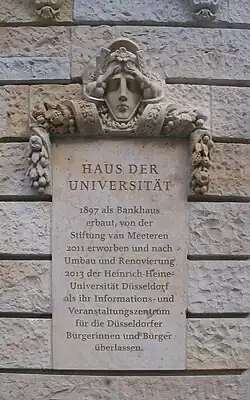 HAUS DER
UNIVERSITÄT
1897 als Bankhaus
erbaut, von der
Stiftung van Meeteren
2011 erworben und nach
Umbau und Renovierung
2013 der Heinrich-Heine-
Universität Düsseldorf
als ihr Informations- und
Veranstaltungszentrum
für die Düsseldorfer
Bürgerinnen und Bürger
überlassen.